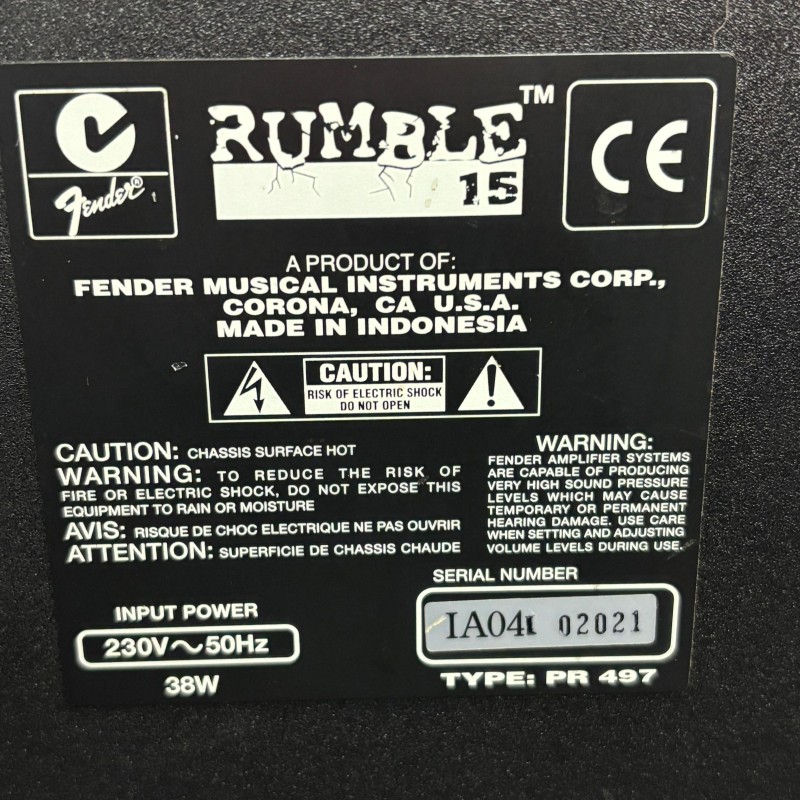 Fender®
RUMBLE™
15
CE
A PRODUCT OF:
FENDER MUSICAL INSTRUMENTS CORP.,
CORONA, CA U.S.A.
MADE IN INDONESIA
CAUTION:
RISK OF ELECTRIC SHOCK
DO NOT OPEN
CAUTION: CHASSIS SURFACE HOT
WARNING: TO REDUCE THE RISK OF
FIRE OR ELECTRIC SHOCK, DO NOT EXPOSE THIS
EQUIPMENT TO RAIN OR MOISTURE
AVIS: RISQUE DE CHOC ELECTRIQUE NE PAS OUVRIR
ATTENTION: SUPERFICIE DE CHASSIS CHAUDE
WARNING:
FENDER AMPLIFIER SYSTEMS
ARE CAPABLE OF PRODUCING
VERY HIGH SOUND PRESSURE
LEVELS WHICH MAY CAUSE
TEMPORARY OR PERMANENT
HEARING DAMAGE. USE CARE
WHEN SETTING AND ADJUSTING
VOLUME LEVELS DURING USE.
INPUT POWER
230V~50Hz
38W
SERIAL NUMBER
02021
TYPE: PR 497